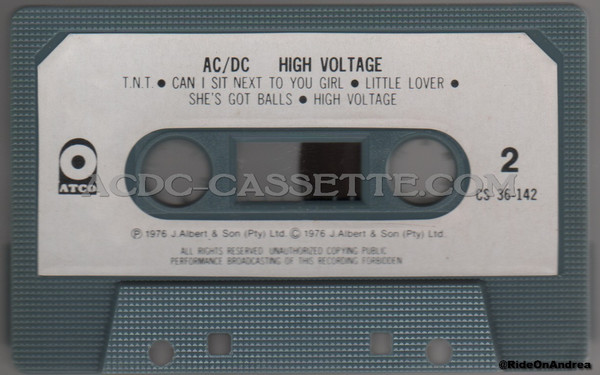 AC/DC HIGH VOLTAGE
T.N.T. ● CAN I SIT NEXT TO YOU GIRL ● LITTLE LOVER ●
SHE'S GOT BALLS ● HIGH VOLTAGE
ATCO
2
ACDC-CASSETTE.COM
CS 36-142
℗ 1976 J.Albert & Son (Pty) Ltd. © 1976 J.Albert & Son (Pty) Ltd.
ALL RIGHTS RESERVED. UNAUTHORIZED COPYING PUBLIC
PERFORMANCE BROADCASTING OF THIS RECORDING FORBIDDEN
@RideOnAndrea